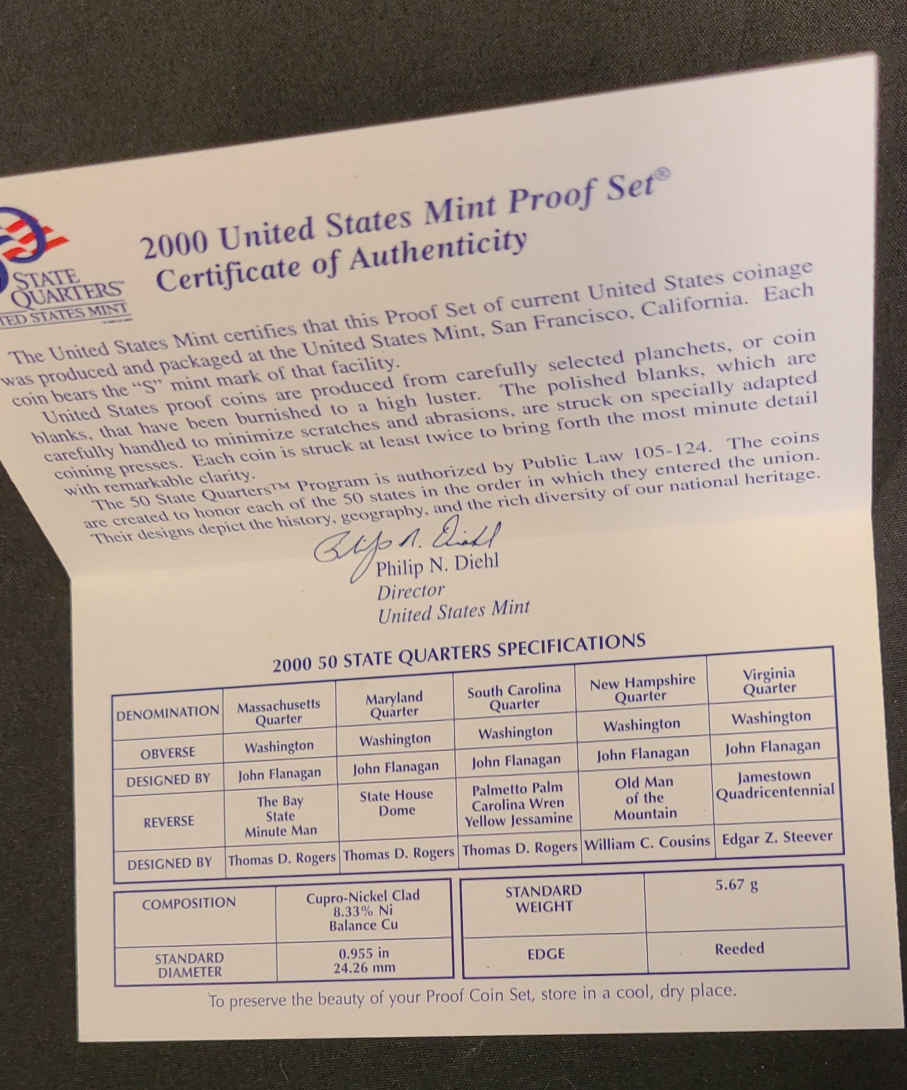 2000 United States Mint Proof Set®
Certificate of Authenticity
STATE
QUARTERS
TED STATES MINT
The United States Mint certifies that this Proof Set of current United States coinage
was produced and packaged at the United States Mint, San Francisco, California. Each
coin bears the “S” mint mark of that facility.
United States proof coins are produced from carefully selected planchets, or coin
blanks, that have been burnished to a high luster. The polished blanks, which are
carefully handled to minimize scratches and abrasions, are struck on specially adapted
coining presses. Each coin is struck at least twice to bring forth the most minute detail
with remarkable clarity.
The 50 State Quarters™ Program is authorized by Public Law 105-124. The coins
are created to honor each of the 50 states in the order in which they entered the union.
Their designs depict the history, geography, and the rich diversity of our national heritage.
Philip N. Diehl
Philip N. Diehl
Director
United States Mint
2000 50 STATE QUARTERS SPECIFICATIONS
DENOMINATION Massachusetts Quarter Maryland Quarter South Carolina Quarter New Hampshire Quarter Virginia Quarter
OBVERSE Washington Washington Washington Washington Washington
DESIGNED BY John Flanagan John Flanagan John Flanagan John Flanagan John Flanagan
REVERSE The Bay State Minute Man State House Dome Palmetto Palm Carolina Wren Yellow Jessamine Old Man of the Mountain Jamestown Quadricentennial
DESIGNED BY Thomas D. Rogers Thomas D. Rogers Thomas D. Rogers William C. Cousins Edgar Z. Steever
COMPOSITION Cupro-Nickel Clad 8.33% Ni Balance Cu STANDARD WEIGHT 5.67 g
STANDARD DIAMETER 0.955 in 24.26 mm EDGE Reeded
To preserve the beauty of your Proof Coin Set, store in a cool, dry place.